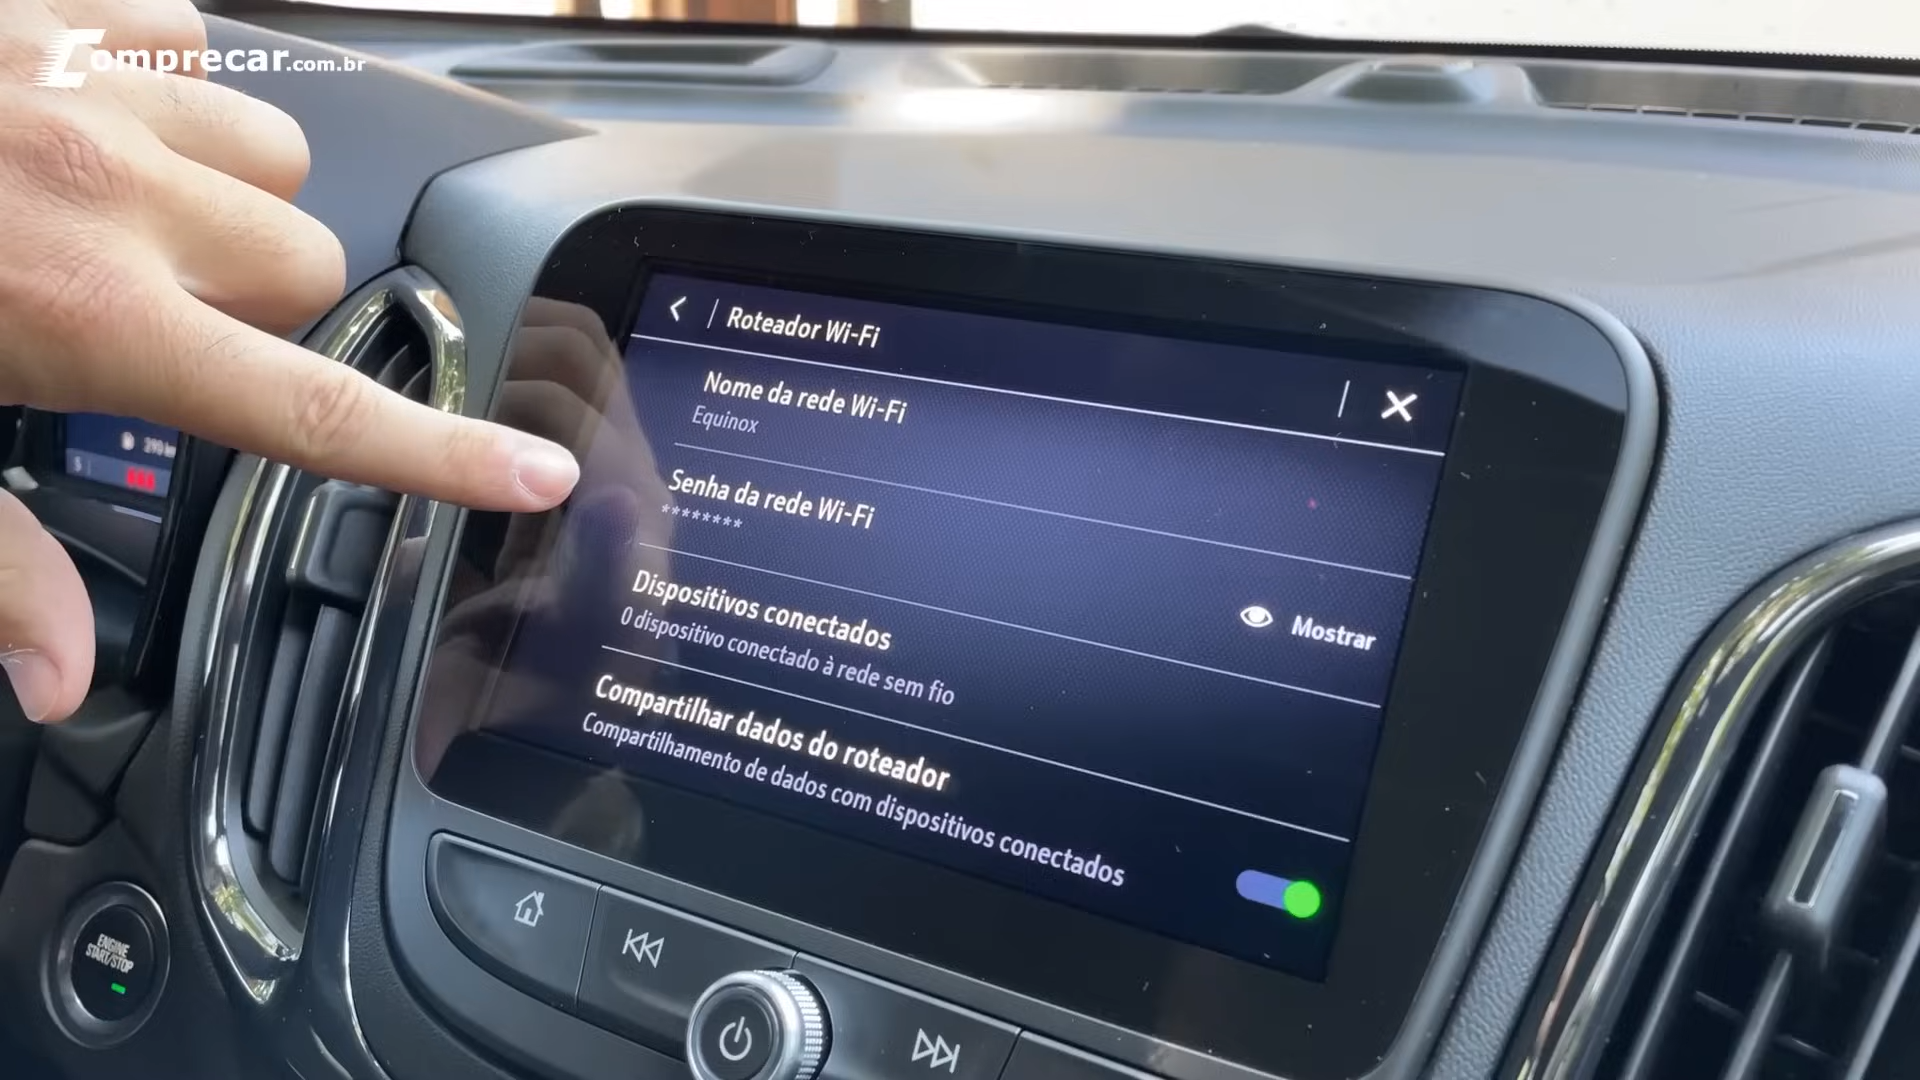 Comprecar.com.br
Roteador Wi-Fi
Nome da rede Wi-Fi
Equinox
Senha da rede Wi-Fi
********
Mostrar
Dispositivos conectados
0 dispositivo conectado à rede sem fio
Compartilhar dados do roteador
Compartilhamento de dados com dispositivos conectados
ENGINE
START/STOP